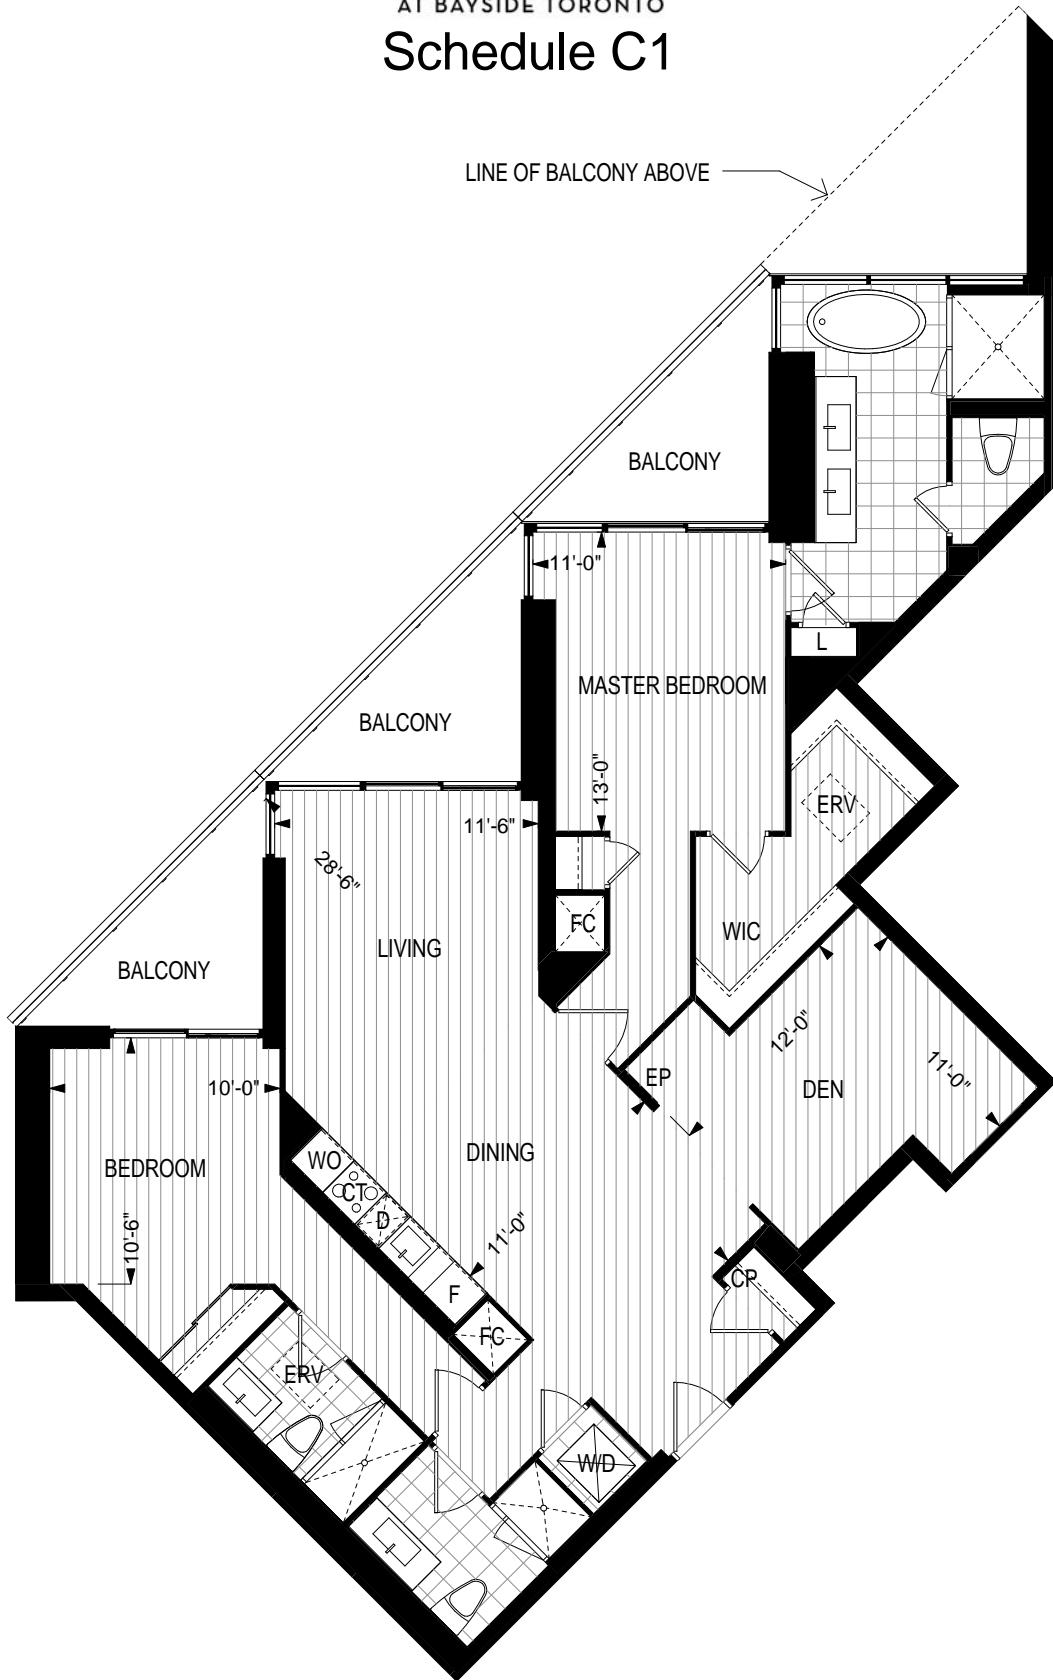 AT BAYSIDE TORONTO
Schedule C1
LINE OF BALCONY ABOVE
BALCONY
11'-0"
L
MASTER BEDROOM
BALCONY
13'-0"
ERV
11'-6"
28'-6"
FC
WIC
LIVING
BALCONY
12'-0"
11'-0"
EP
DEN
10'-0"
DINING
BEDROOM
WO
CT
D
10'-6"
11'-0"
CP
F
FC
ERV
W/D